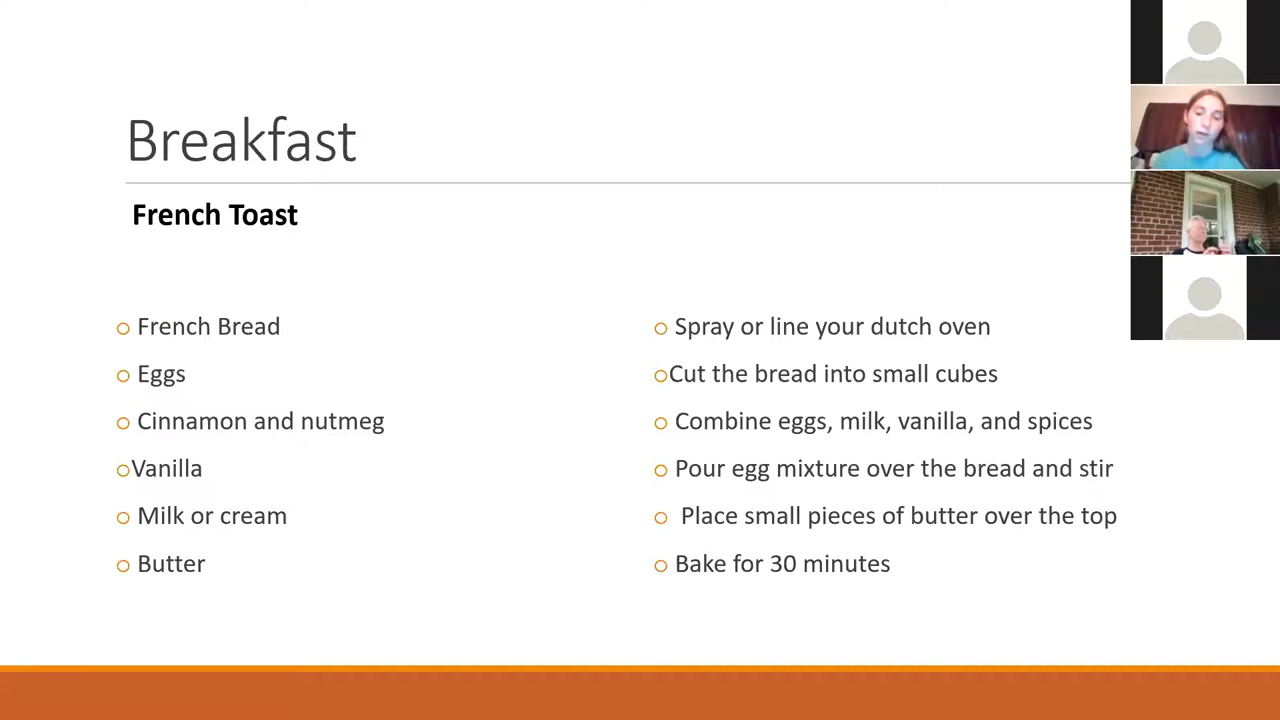 Breakfast
French Toast
French Bread
Eggs
Cinnamon and nutmeg
Vanilla
Milk or cream
Butter
Spray or line your dutch oven
Cut the bread into small cubes
Combine eggs, milk, vanilla, and spices
Pour egg mixture over the bread and stir
Place small pieces of butter over the top
Bake for 30 minutes